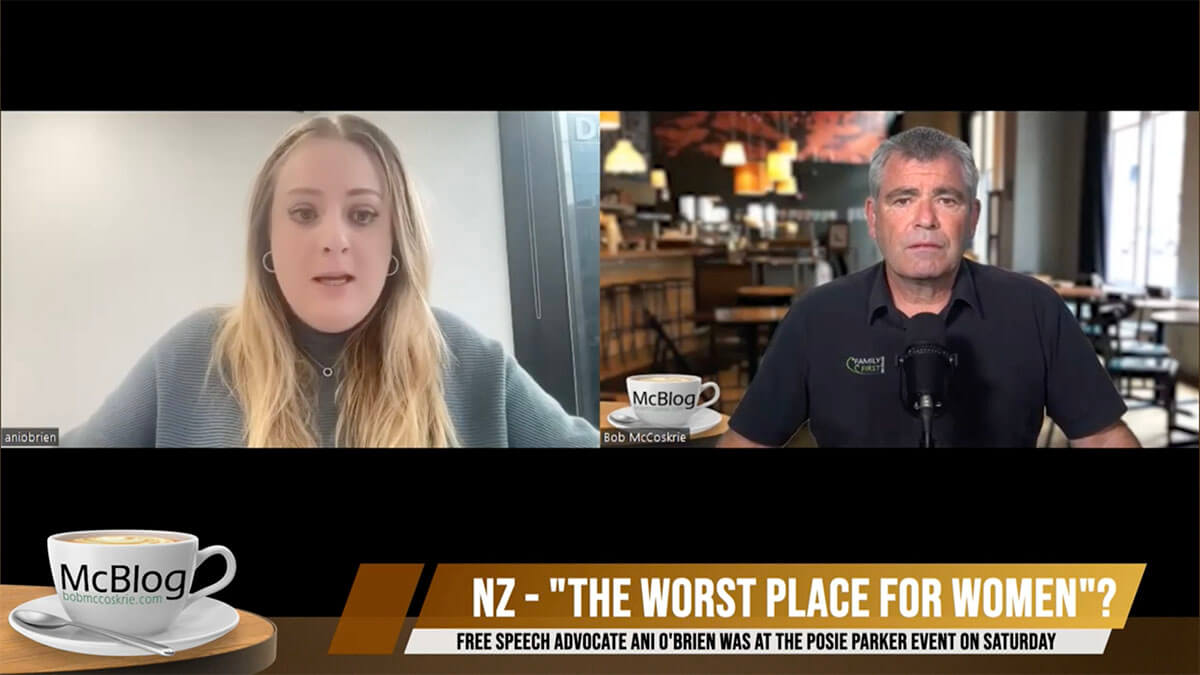 aniobrien
FAMILY
FIRST
McBlog
Bob McCoskrie
McBlog
bobmccoskrie.com
NZ - "THE WORST PLACE FOR WOMEN"?
FREE SPEECH ADVOCATE ANI O'BRIEN WAS AT THE POSIE PARKER EVENT ON SATURDAY